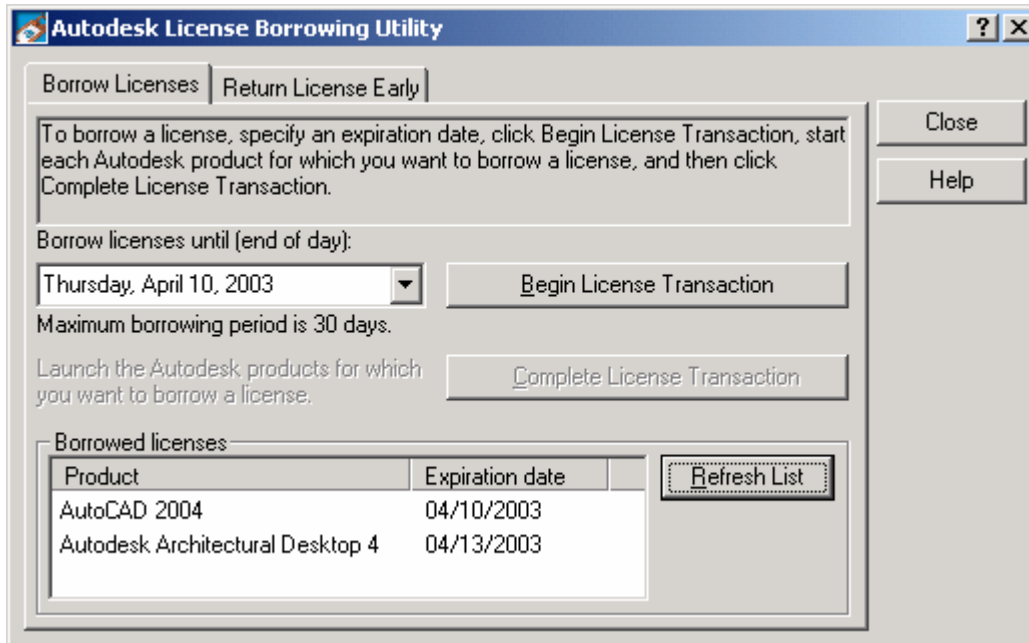 Autodesk License Borrowing Utility
Borrow Licenses
Return License Early
To borrow a license, specify an expiration date, click Begin License Transaction, start
each Autodesk product for which you want to borrow a license, and then click
Complete License Transaction.
Close
Help
Borrow licenses until (end of day):
Thursday, April 10, 2003
Begin License Transaction
Maximum borrowing period is 30 days.
Launch the Autodesk products for which
you want to borrow a license.
Complete License Transaction
Borrowed licenses
Product Expiration date
AutoCAD 2004 04/10/2003
Autodesk Architectural Desktop 4 04/13/2003
Refresh List